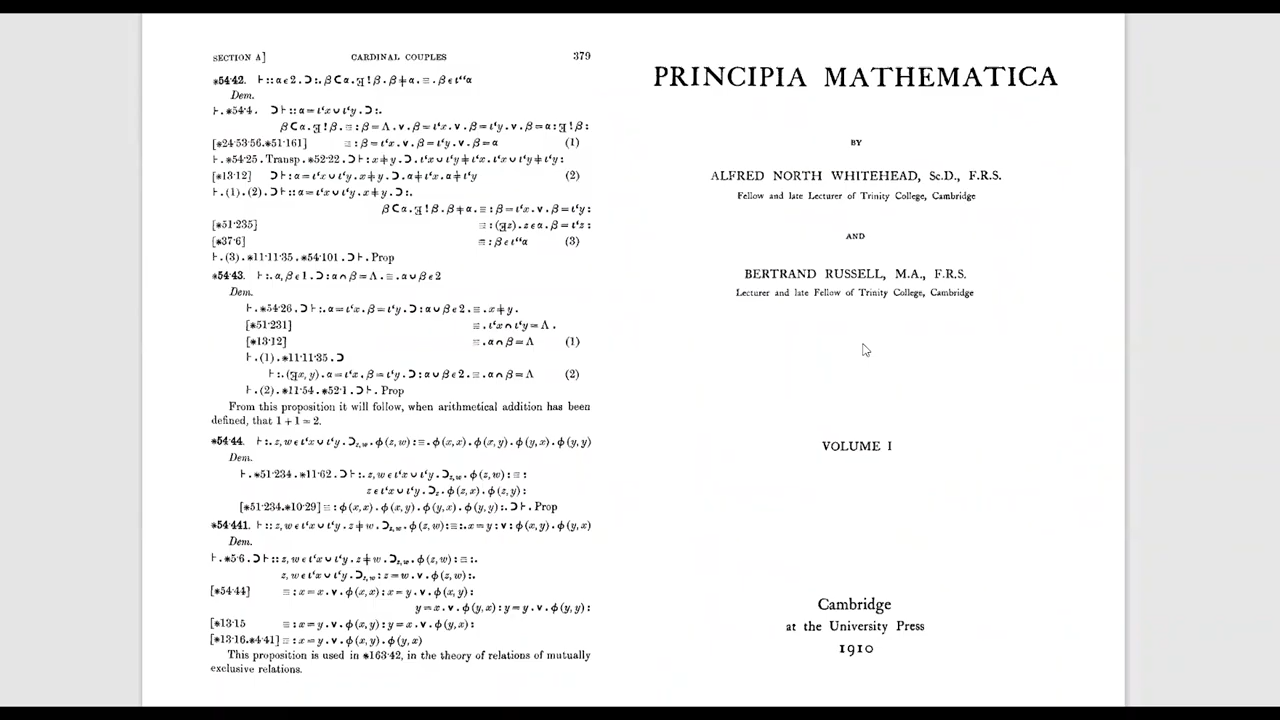 SECTION A] CARDINAL COUPLES 379
✳54·42. ⊦ :: α ϵ 2 . ⊃ :. β ⊂ α . ∃ ! β . β ≠ α . ≡ . β ϵ ι‘‘α
Dem.
⊦ . ✳54·4 . ⊃ ⊦ :: α = ι‘x ∪ ι‘y . ⊃ :.
β ⊂ α . ∃ ! β . ≡ : β = Λ . v . β = ι‘x . v . β = ι‘y . v . β = α : ∃ ! β :
[✳24·53·56.✳51·161] ≡ : β = ι‘x . v . β = ι‘y . v . β = α (1)
⊦ . ✳54·25 . Transp . ✳52·22 . ⊃ ⊦ : x ≠ y . ⊃ . ι‘x ∪ ι‘y ≠ ι‘x . ι‘x ∪ ι‘y ≠ ι‘y :
[✳13·12] ⊃ ⊦ : α = ι‘x ∪ ι‘y . x ≠ y . ⊃ . α ≠ ι‘x . α ≠ ι‘y (2)
⊦ . (1) . (2) . ⊃ ⊦ :: α = ι‘x ∪ ι‘y . x ≠ y . ⊃ :.
β ⊂ α . ∃ ! β . β ≠ α . ≡ : β = ι‘x . v . β = ι‘y :
[✳51·235] ≡ : (∃z) . z ϵ α . β = ι‘z :
[✳37·6] ≡ : β ϵ ι‘‘α (3)
⊦ . (3) . ✳11·11·35 . ✳54·101 . ⊃ ⊦ . Prop
✳54·43. ⊦ :. α, β ϵ 1 . ⊃ : α ∩ β = Λ . ≡ . α ∪ β ϵ 2
Dem.
⊦ . ✳54·26 . ⊃ ⊦ :. α = ι‘x . β = ι‘y . ⊃ : α ∪ β ϵ 2 . ≡ . x ≠ y .
[✳51·231] ≡ . ι‘x ∩ ι‘y = Λ .
[✳13·12] ≡ . α ∩ β = Λ (1)
⊦ . (1) . ✳11·11·35 . ⊃
⊦ :. (∃x, y) . α = ι‘x . β = ι‘y . ⊃ : α ∪ β ϵ 2 . ≡ . α ∩ β = Λ (2)
⊦ . (2) . ✳11·54 . ✳52·1 . ⊃ ⊦ . Prop
From this proposition it will follow, when arithmetical addition has been
defined, that 1 + 1 = 2.
✳54·44. ⊦ :. z, w ϵ ι‘x ∪ ι‘y . ⊃z,w . ϕ (z, w) : ≡ . ϕ (x, x) . ϕ (x, y) . ϕ (y, x) . ϕ (y, y)
Dem.
⊦ . ✳51·234 . ✳11·62 . ⊃ ⊦ :. z, w ϵ ι‘x ∪ ι‘y . ⊃z,w . ϕ (z, w) : ≡ :
z ϵ ι‘x ∪ ι‘y . ⊃z . ϕ (z, x) . ϕ (z, y) :
[✳51·234.✳10·29] ≡ : ϕ (x, x) . ϕ (x, y) . ϕ (y, x) . ϕ (y, y) :. ⊃ ⊦ . Prop
✳54·441. ⊦ :: z, w ϵ ι‘x ∪ ι‘y . z ≠ w . ⊃z,w . ϕ (z, w) : ≡ :. x = y : v : ϕ (x, y) . ϕ (y, x)
Dem.
⊦ . ✳5·6 . ⊃ ⊦ :: z, w ϵ ι‘x ∪ ι‘y . z ≠ w . ⊃z,w . ϕ (z, w) : ≡ :.
z, w ϵ ι‘x ∪ ι‘y . ⊃z,w : z = w . v . ϕ (z, w) :.
[✳54·44] ≡ : x = x . v . ϕ (x, x) : x = y . v . ϕ (x, y) :
y = x . v . ϕ (y, x) : y = y . v . ϕ (y, y) :
[✳13·15] ≡ : x = y . v . ϕ (x, y) : y = x . v . ϕ (y, x) :
[✳13·16.✳4·41] ≡ : x = y . v . ϕ (x, y) . ϕ (y, x)
This proposition is used in ✳163·42, in the theory of relations of mutually
exclusive relations.
PRINCIPIA MATHEMATICA
BY
ALFRED NORTH WHITEHEAD, Sc.D., F.R.S.
Fellow and late Lecturer of Trinity College, Cambridge
AND
BERTRAND RUSSELL, M.A., F.R.S.
Lecturer and late Fellow of Trinity College, Cambridge
VOLUME I
Cambridge
at the University Press
1910